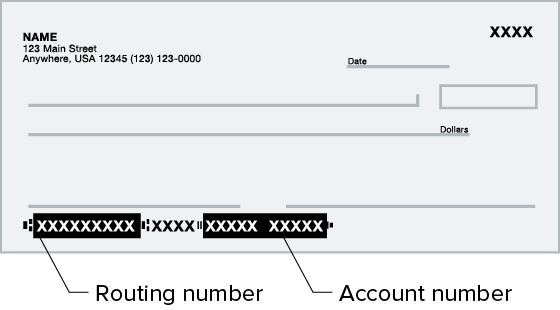 NAME
XXXX
123 Main Street
Anywhere, USA 12345 (123) 123-0000
Date
Dollars
XXXXXXXXX XXXX XXXXX XXXXX
Routing number
Account number